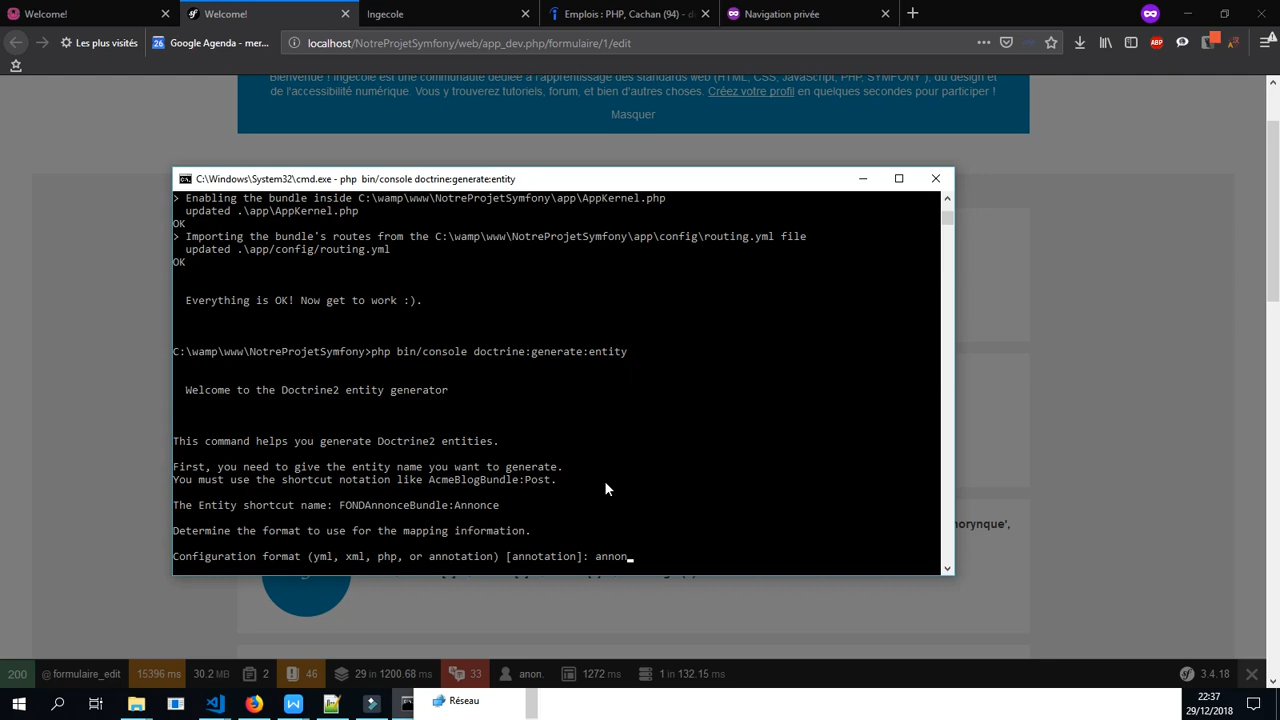 Welcome!
Welcome!
Ingecole
Emplois : PHP, Cachan (94) - d
Navigation privée
Les plus visités
26 Google Agenda - mer...
localhost/NotreProjetSymfony/web/app_dev.php/formulaire/1/edit
ABP
Bienvenue ! Ingecole est une communauté dédiée à l'apprentissage des standards web (HTML, CSS, JavaScript, PHP, SYMFONY ), du design et
de l'accessibilité numérique. Vous y trouverez tutoriels, forum, et bien d'autres choses. Créez votre profil en quelques secondes pour participer !
Masquer
C:\Windows\System32\cmd.exe - php bin/console doctrine:generate:entity
> Enabling the bundle inside C:\wamp\www\NotreProjetSymfony\app\AppKernel.php
updated .\app\AppKernel.php
OK
> Importing the bundle's routes from the C:\wamp\www\NotreProjetSymfony\app\config\routing.yml file
updated .\app/config/routing.yml
OK
Everything is OK! Now get to work :).
C:\wamp\www\NotreProjetSymfony>php bin/console doctrine:generate:entity
Welcome to the Doctrine2 entity generator
This command helps you generate Doctrine2 entities.
First, you need to give the entity name you want to generate.
You must use the shortcut notation like AcmeBlogBundle:Post.
The Entity shortcut name: FONDAnnonceBundle:Annonce
norynque',
Determine the format to use for the mapping information.
Configuration format (yml, xml, php, or annotation) [annotation]: annon_
200 @ formulaire_edit 15396 ms 30.2 MB 2 46 29 in 1200.68 ms 33 anon. 1272 ms 1 in 132.15 ms 3.4.18
Réseau
22:37
29/12/2018